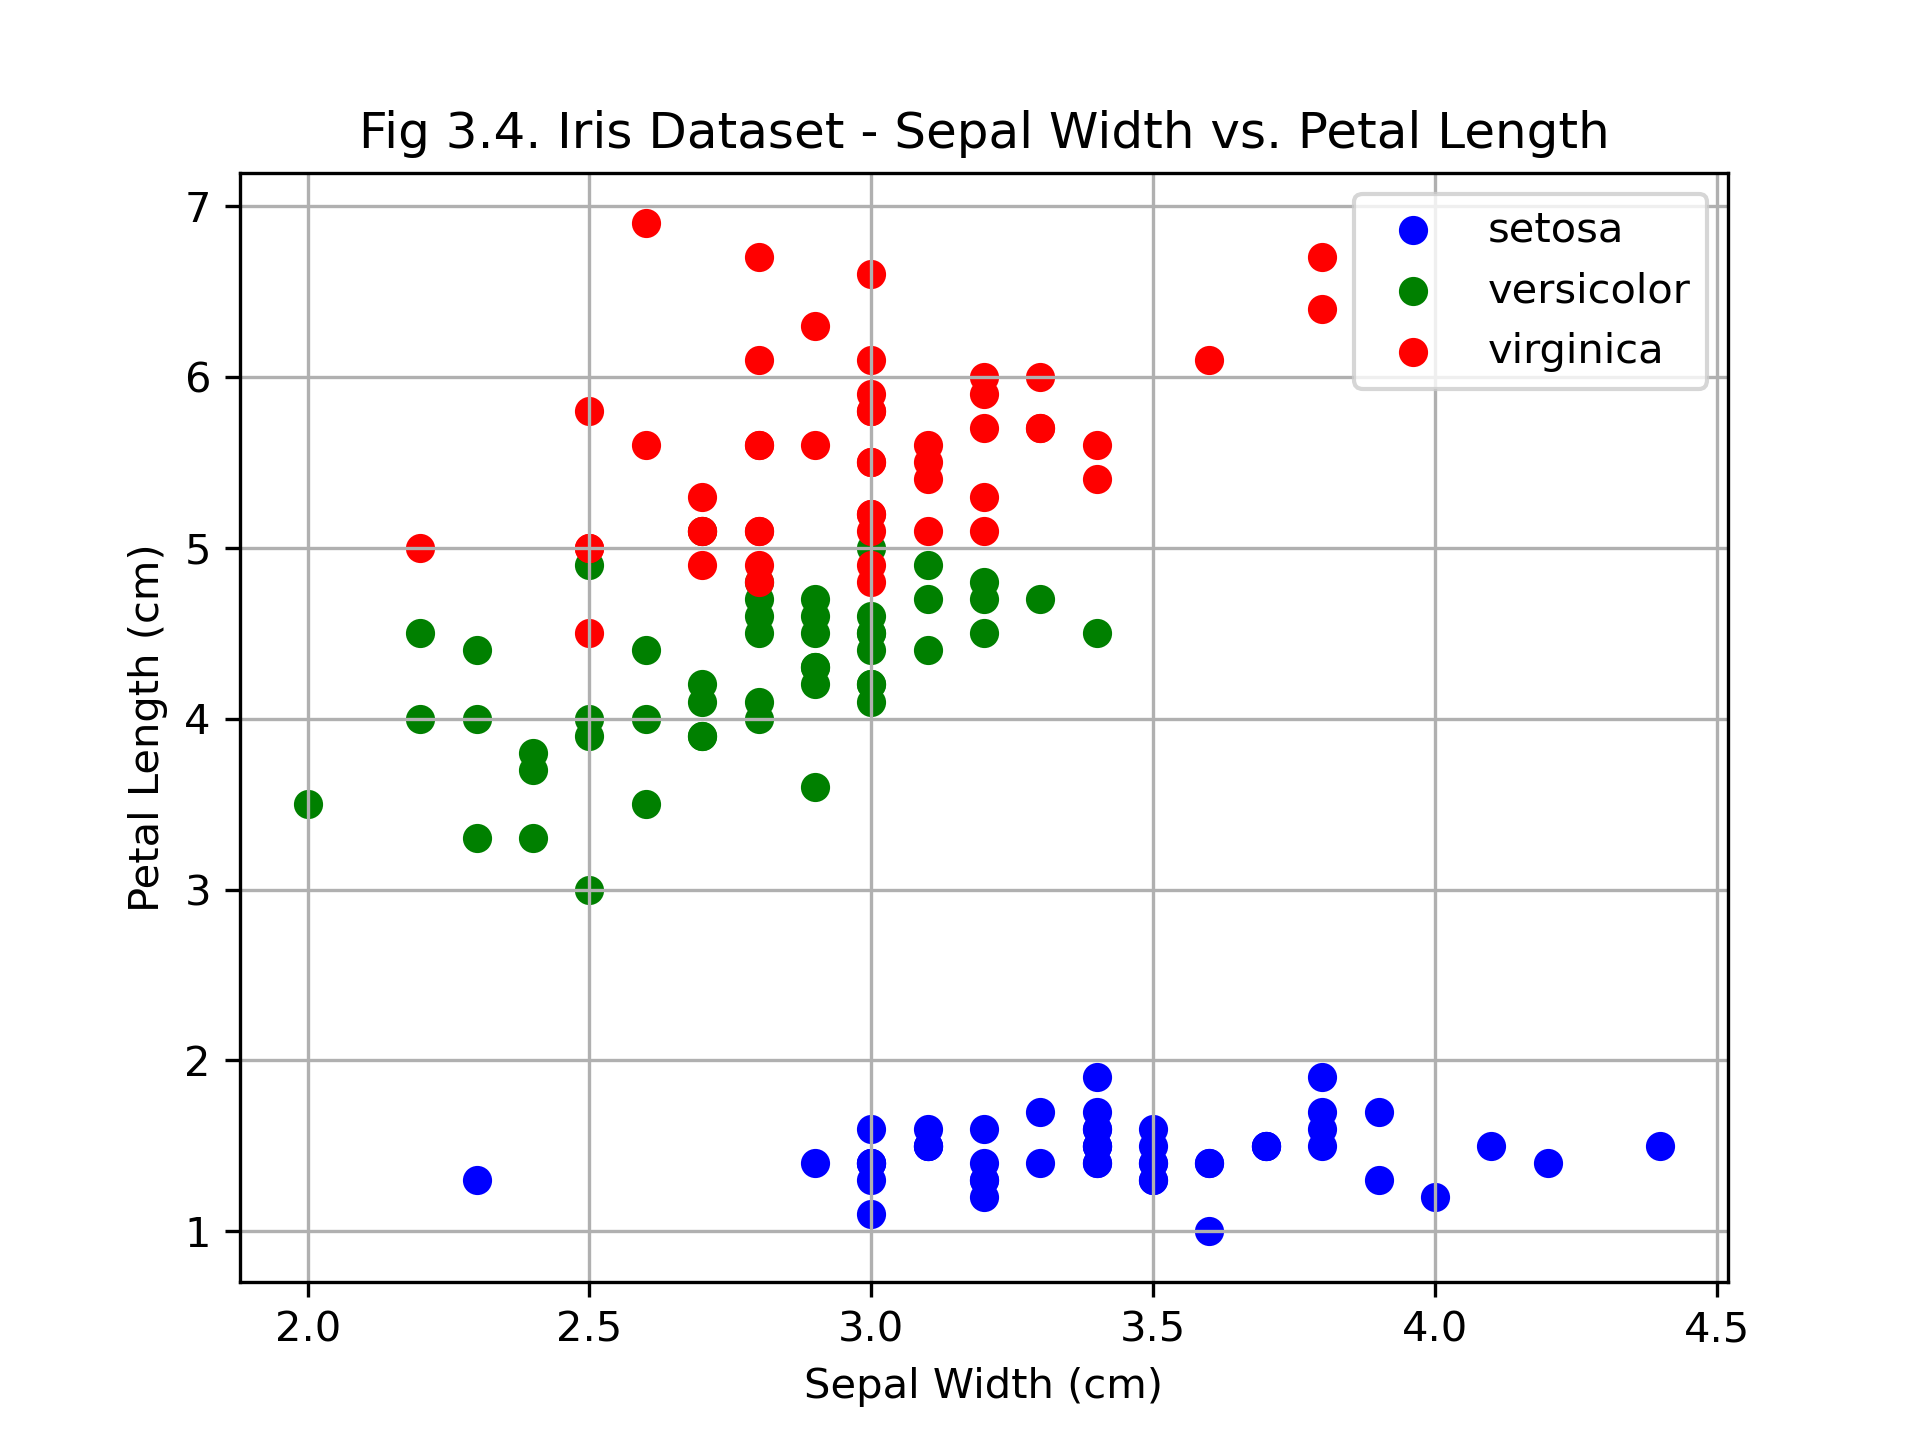 Fig 3.4. Iris Dataset - Sepal Width vs. Petal Length
setosa
versicolor
virginica
Petal Length (cm)
7
6
5
4
3
2
1
2.0 2.5 3.0 3.5 4.0 4.5
Sepal Width (cm)